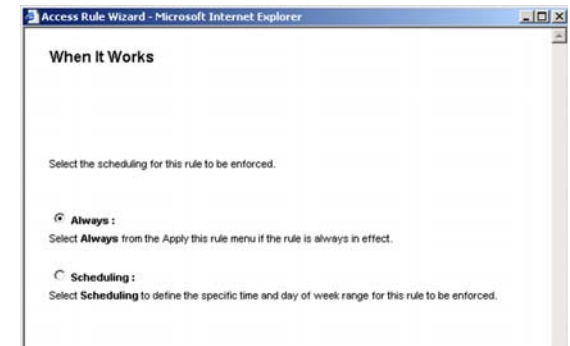 Access Rule Wizard - Microsoft Internet Explorer
When It Works
Select the scheduling for this rule to be enforced.
Always :
Select Always from the Apply this rule menu if the rule is always in effect.
Scheduling :
Select Scheduling to define the specific time and day of week range for this rule to be enforced.